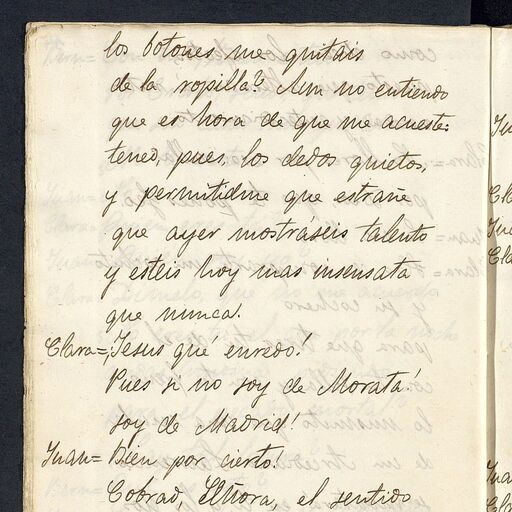 los botones me quitais
de la ropilla? Aun no entiendo
que es hora de que me acueste:
tened, pues, los dedos quietos,
y permitidme que estrañe
que ayer mostráseis talento
y esteis hoy mas insensata
que nunca.
Clara= ¡Jesus qué enredo!
Pues si no soy de Morata!
soy de Madrid!
Juan= Bien por cierto!
Cobrad, Señora, el sentido